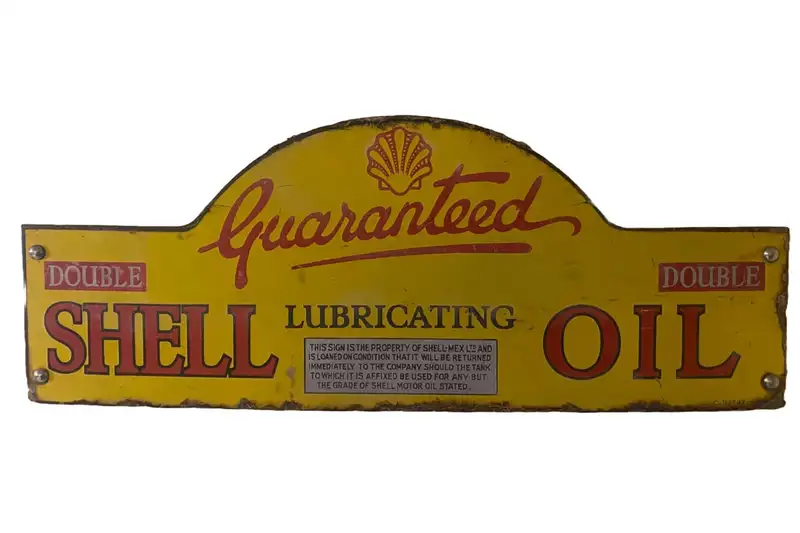 Guaranteed
DOUBLE DOUBLE
SHELL LUBRICATING OIL
THIS SIGN IS THE PROPERTY OF SHELL-MEX LTD AND
IS LOANED ON CONDITION THAT IT WILL BE RETURNED
IMMEDIATELY TO THE COMPANY SHOULD THE TANK
TO WHICH IT IS AFFIXED BE USED FOR ANY BUT
THE GRADE OF SHELL MOTOR OIL STATED.